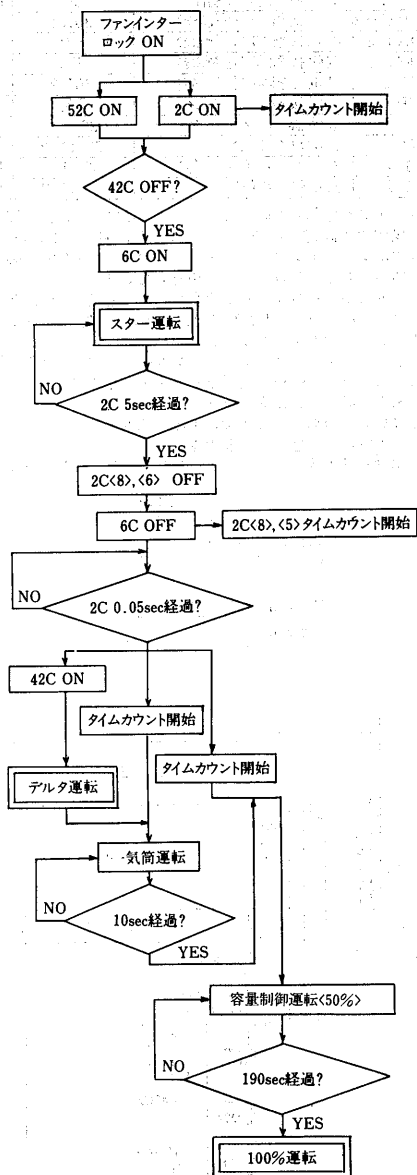 ファンインター
ロック ON
52C ON
2C ON
タイムカウント開始
42C OFF?
YES
6C ON
スター運転
NO
2C 5sec経過?
YES
2C<8>,<6> OFF
6C OFF
2C<8>,<5>タイムカウント開始
NO
2C 0.05sec経過?
42C ON
タイムカウント開始
タイムカウント開始
デルタ運転
一気筒運転
NO
10sec経過?
YES
容量制御運転<50%>
NO
190sec経過?
YES
100%運転